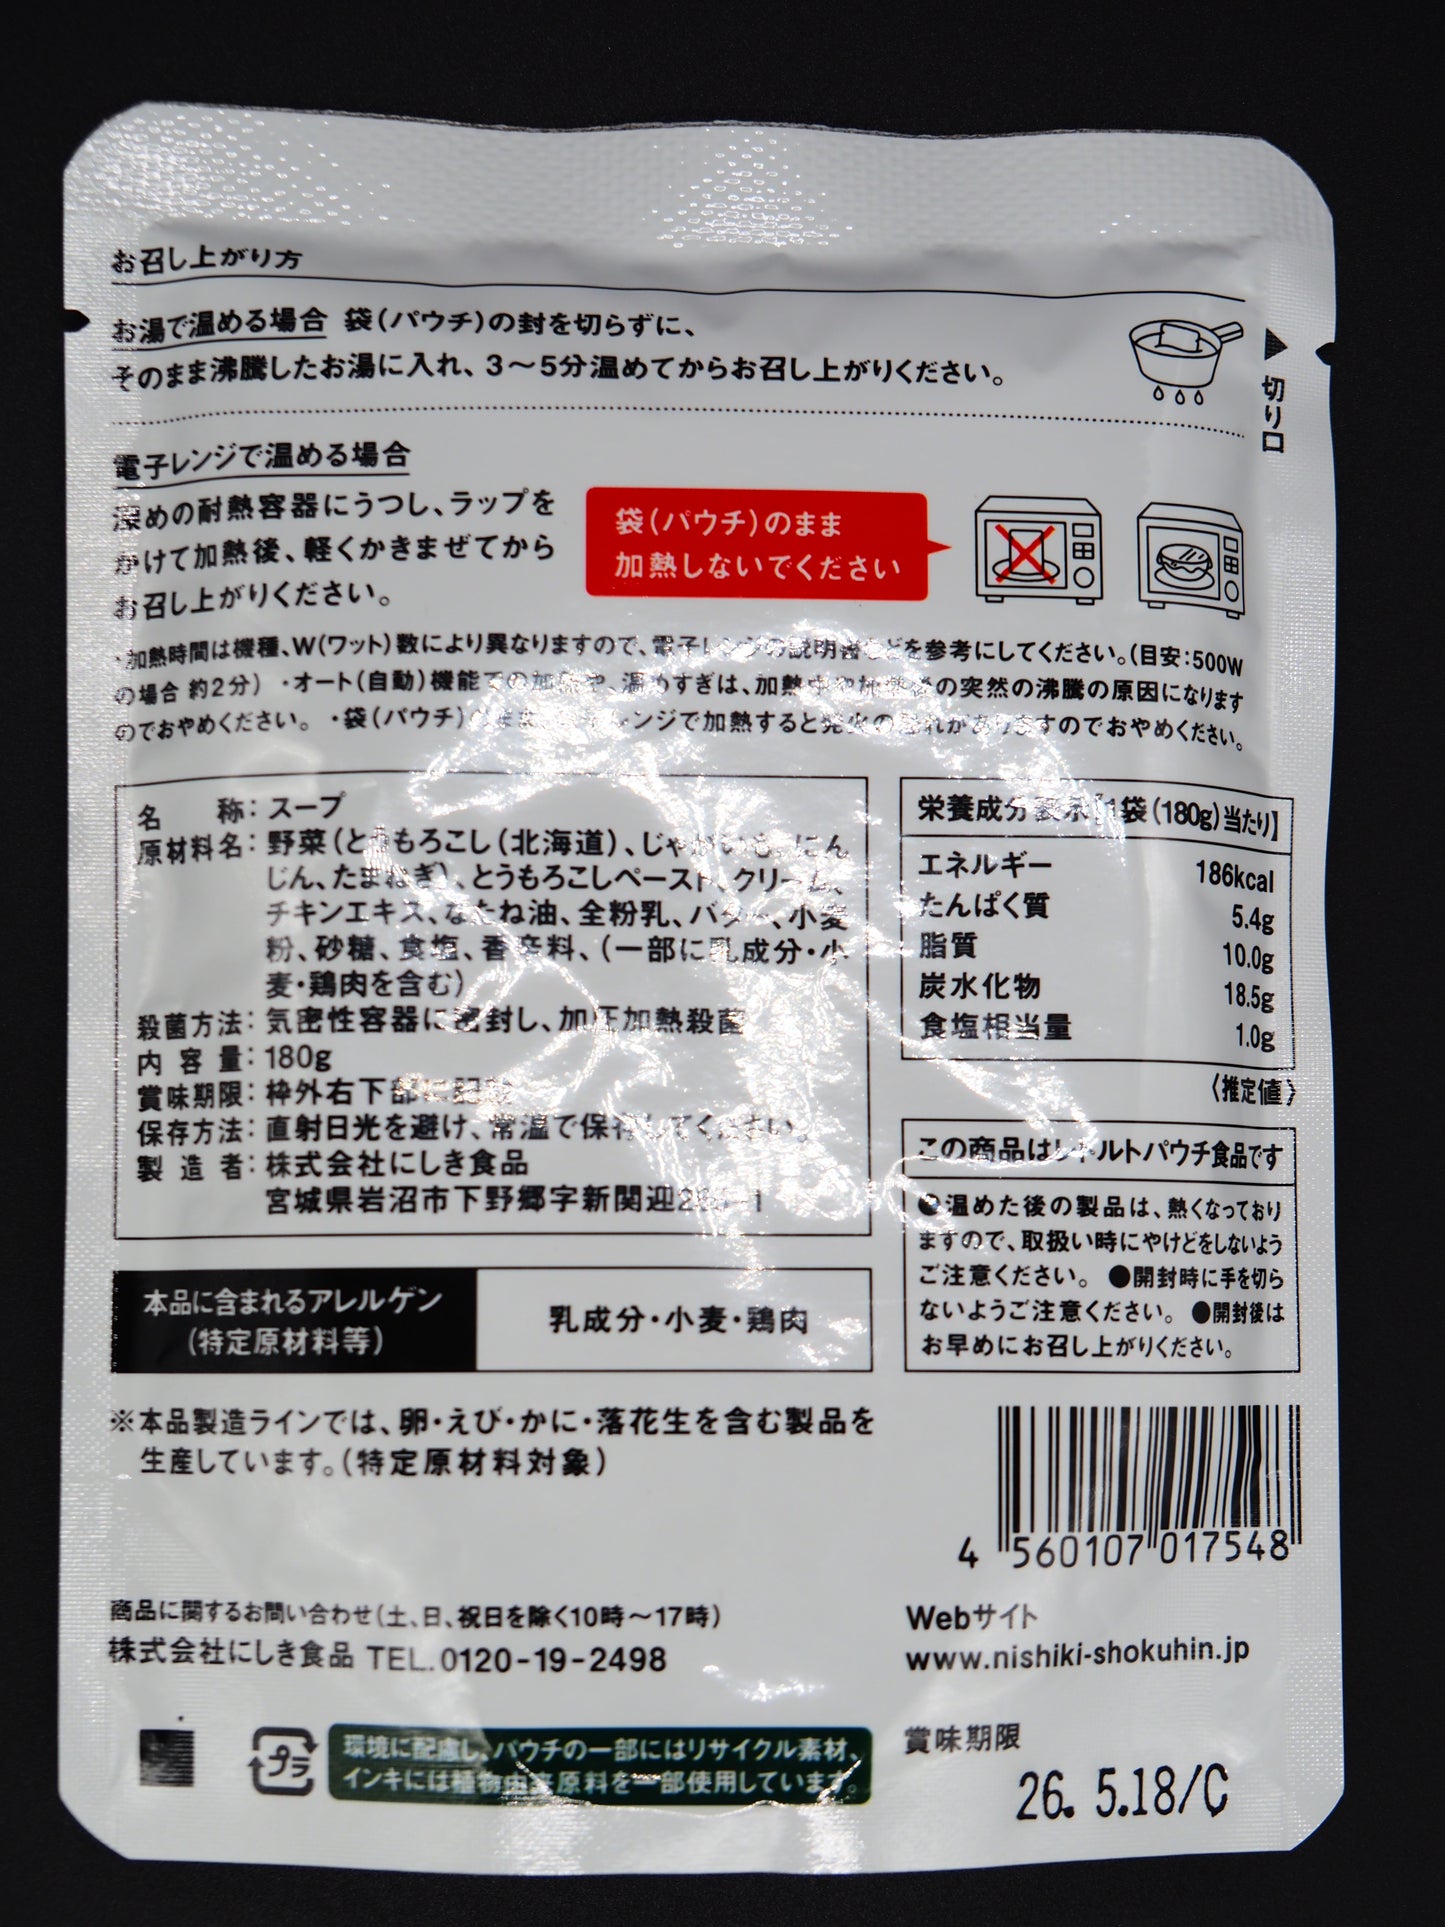 お召し上がり方
お湯で温める場合 袋(パウチ)の封を切らずに、
そのまま沸騰したお湯に入れ、3〜5分温めてからお召し上がりください。
▶切り口
電子レンジで温める場合
深めの耐熱容器にうつし、ラップを
かけて加熱後、軽くかきまぜてから
お召し上がりください。
袋(パウチ)のまま
加熱しないでください
・加熱時間は機種、W(ワット)数により異なりますので、電子レンジの説明書などを参考にしてください。(目安:500W
の場合 約2分) ・オート(自動)機能での加熱や、温めすぎは、加熱中や加熱後の突然の沸騰の原因になります
のでおやめください。・袋(パウチ)のまま電子レンジで加熱すると発火の恐れがありますのでおやめください。
名称:スープ
原材料名:野菜(とうもろこし(北海道)、じゃがいも、にん
じん、たまねぎ)、とうもろこしペースト、クリーム、
チキンエキス、なたね油、全粉乳、バター、小麦
粉、砂糖、食塩、香辛料、(一部に乳成分・小
麦・鶏肉を含む)
殺菌方法:気密性容器に密封し、加圧加熱殺菌
内容量:180g
賞味期限:枠外右下部に記載
保存方法:直射日光を避け、常温で保存してください。
製造者:株式会社にしき食品
宮城県岩沼市下野郷字新関迎
栄養成分表示【1袋(180g)当たり】
エネルギー 186kcal
たんぱく質 5.4g
脂質 10.0g
炭水化物 18.5g
食塩相当量 1.0g
〈推定値〉
この商品はレトルトパウチ食品です
●温めた後の製品は、熱くなっており
ますので、取扱い時にやけどをしないよう
ご注意ください。 ●開封時に手を切ら
ないようご注意ください。 ●開封後は
お早めにお召し上がりください。
本品に含まれるアレルゲン
(特定原材料等)
乳成分・小麦・鶏肉
※本品製造ラインでは、卵・えび・かに・落花生を含む製品を
生産しています。(特定原材料対象)
4 560107 017548
商品に関するお問い合わせ(土、日、祝日を除く10時〜17時)
株式会社にしき食品 TEL.0120-19-2498
Webサイト
www.nishiki-shokuhin.jp
プラ
環境に配慮し、パウチの一部にはリサイクル素材、
インキには植物由来原料を一部使用しています。
賞味期限
26. 5.18/C